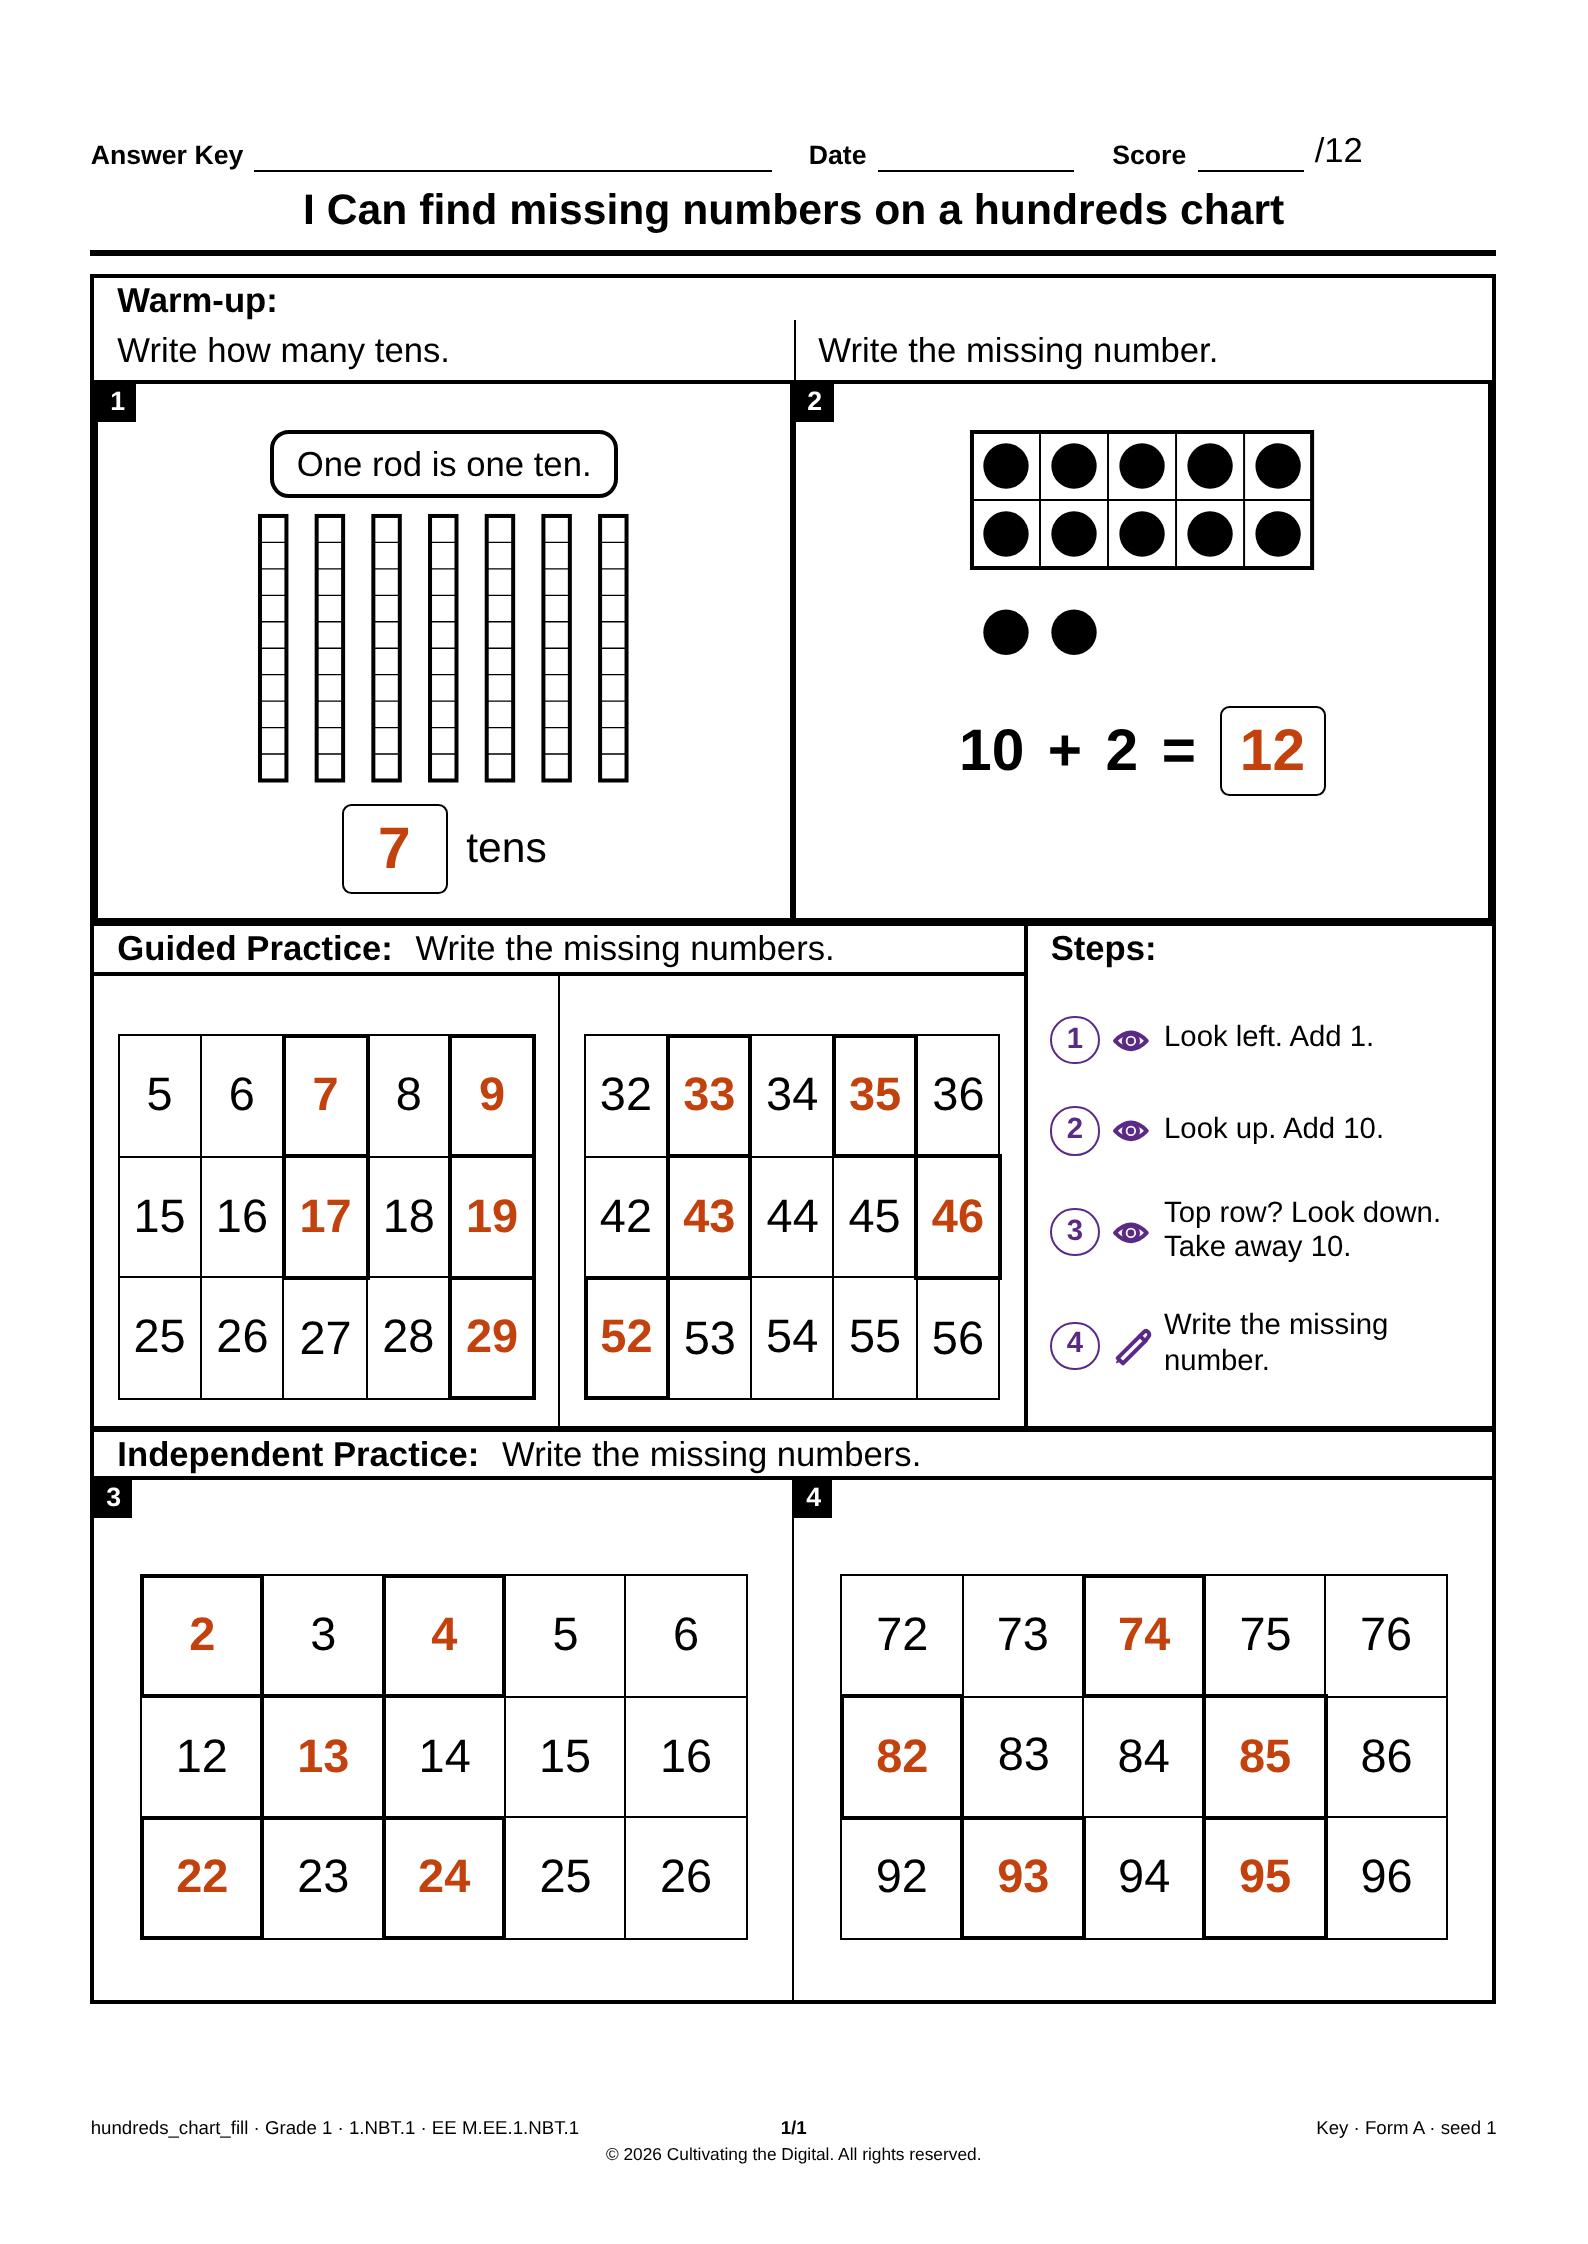 Answer Key Date Score /12
I Can find missing numbers on a hundreds chart
Warm-up:
Write how many tens.
Write the missing number.
1
One rod is one ten.
7 tens
2
10 + 2 = 12
Guided Practice: Write the missing numbers.
5 6 7 8 9
15 16 17 18 19
25 26 27 28 29
32 33 34 35 36
42 43 44 45 46
52 53 54 55 56
Steps:
1 Look left. Add 1.
2 Look up. Add 10.
3 Top row? Look down.
Take away 10.
4 Write the missing
number.
Independent Practice: Write the missing numbers.
3
2 3 4 5 6
12 13 14 15 16
22 23 24 25 26
4
72 73 74 75 76
82 83 84 85 86
92 93 94 95 96
hundreds_chart_fill · Grade 1 · 1.NBT.1 · EE M.EE.1.NBT.1 1/1 Key · Form A · seed 1
© 2026 Cultivating the Digital. All rights reserved.